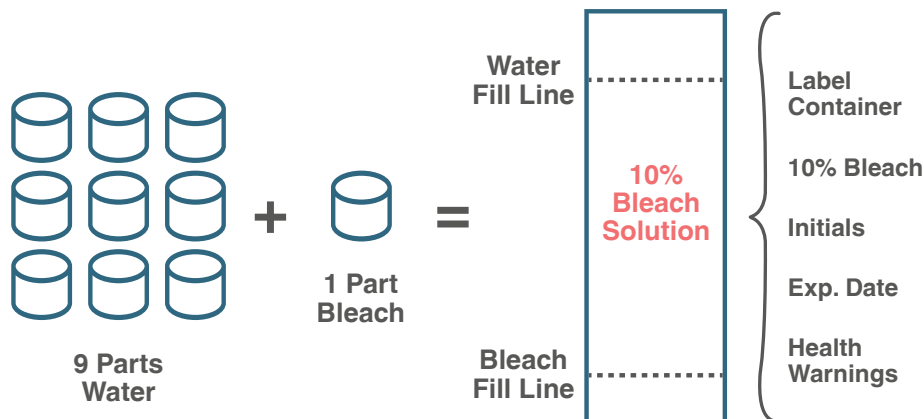 9 Parts
Water
+
1 Part
Bleach
=
Water
Fill Line
10%
Bleach
Solution
Bleach
Fill Line
Label
Container
10% Bleach
Initials
Exp. Date
Health
Warnings